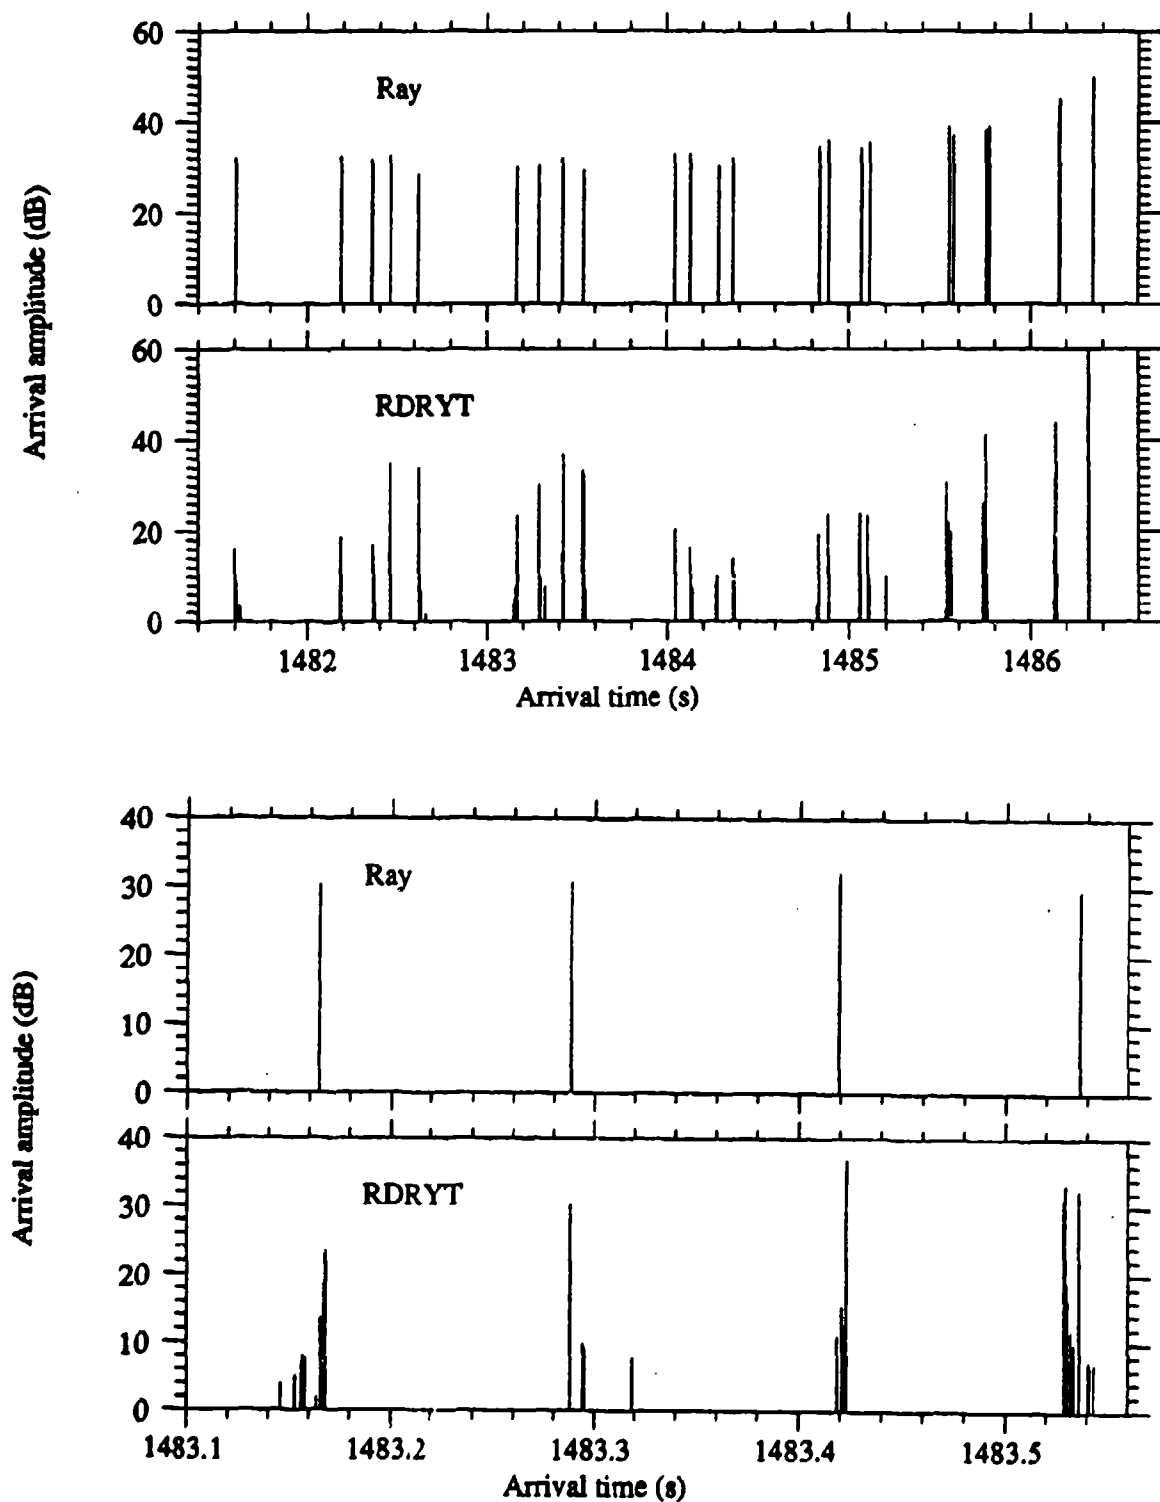 60
Ray
40
20
0
Arrival amplitude (dB)
60
RDRYT
40
20
0
1482 1483 1484 1485 1486
Arrival time (s)
40
Ray
30
20
10
0
Arrival amplitude (dB)
40
RDRYT
30
20
10
0
1483.1 1483.2 1483.3 1483.4 1483.5
Arrival time (s)